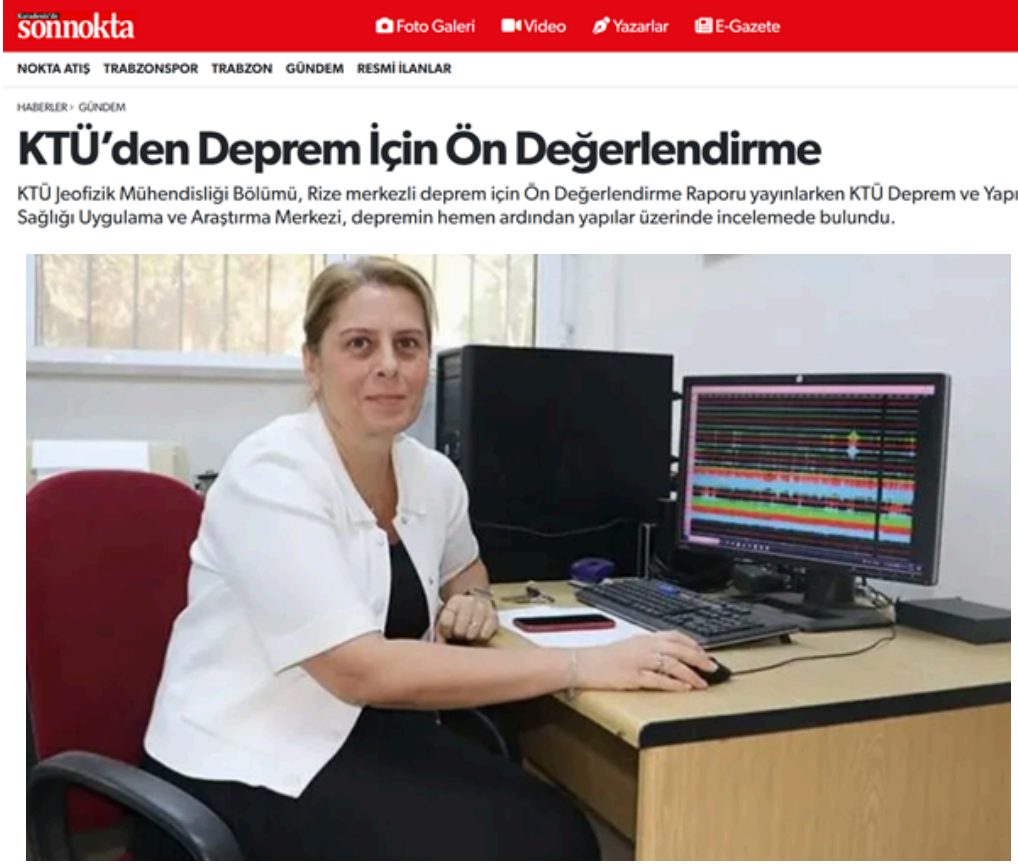 Karadeniz'de
sonnokta
Foto Galeri Video Yazarlar E-Gazete
NOKTA ATIŞ TRABZONSPOR TRABZON GÜNDEM RESMİ İLANLAR
HABERLER › GÜNDEM
KTÜ’den Deprem İçin Ön Değerlendirme
KTÜ Jeofizik Mühendisliği Bölümü, Rize merkezli deprem için Ön Değerlendirme Raporu yayınlarken KTÜ Deprem ve Yapı
Sağlığı Uygulama ve Araştırma Merkezi, depremin hemen ardından yapılar üzerinde incelemede bulundu.